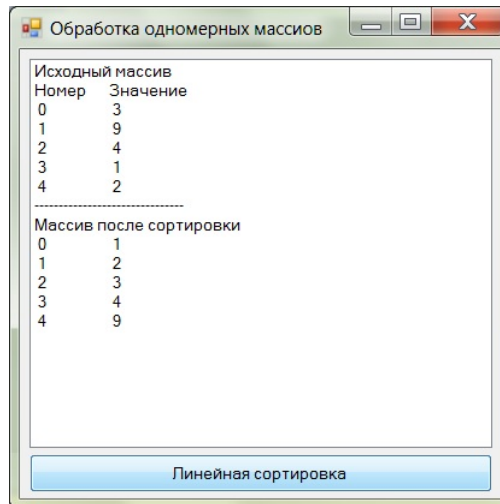 Обработка одномерных массиов
Исходный массив
Номер Значение
0 3
1 9
2 4
3 1
4 2
-------------------------------
Массив после сортировки
0 1
1 2
2 3
3 4
4 9
Линейная сортировка